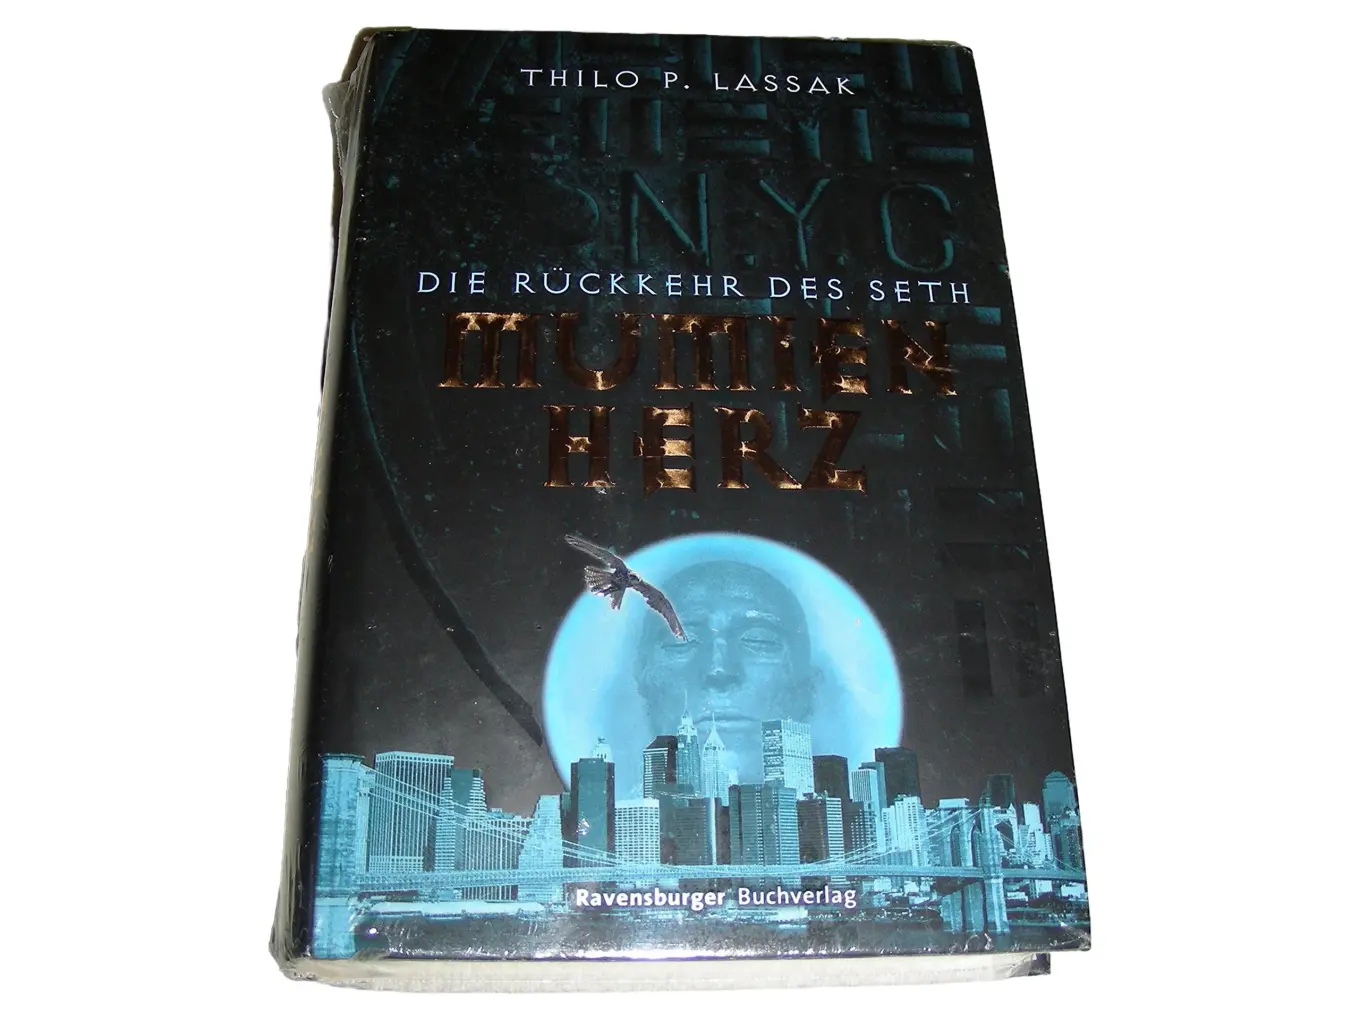 THILO P. LASSAK
N.Y.C
DIE RÜCKKEHR DES SETH
MUMIEN
HERZ
Ravensburger Buchverlag